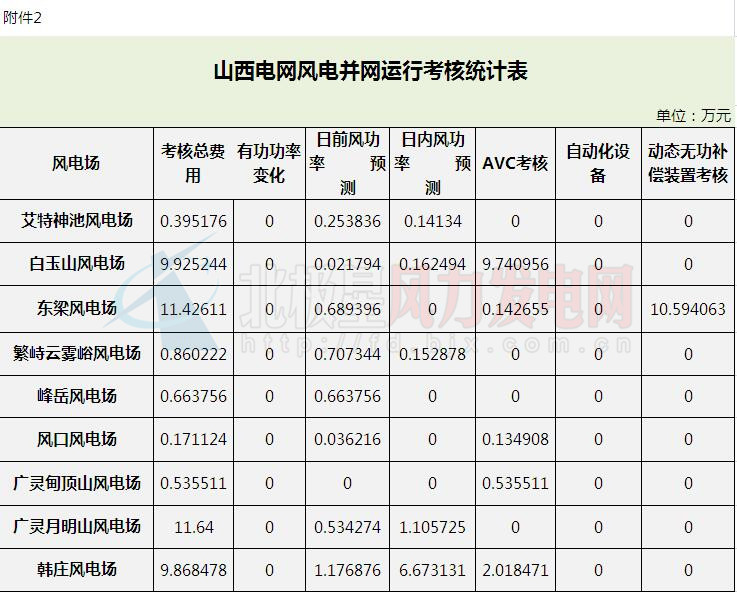 附件2
山西电网风电并网运行考核统计表
单位：万元
风电场 考核总费用 有功功率变化 日前风功率 预测 日内风功率 预测 AVC考核 自动化设备 动态无功补偿装置考核
艾特神池风电场 0.395176 0 0.253836 0.14134 0 0 0
白玉山风电场 9.925244 0 0.021794 0.162494 9.740956 0 0
东梁风电场 11.42611 0 0.689396 0 0.142655 0 10.594063
繁峙云雾峪风电场 0.860222 0 0.707344 0.152878 0 0 0
峰岳风电场 0.663756 0 0.663756 0 0 0 0
风口风电场 0.171124 0 0.036216 0 0.134908 0 0
广灵甸顶山风电场 0.535511 0 0 0 0.535511 0 0
广灵月明山风电场 11.64 0 0.534274 1.105725 0 0 0
韩庄风电场 9.868478 0 1.176876 6.673131 2.018471 0 0
北极星风力发电网
http://fd.bjx.com.cn